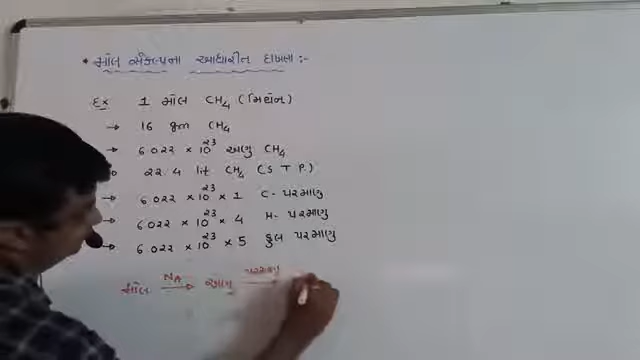 * મોલ સંકલ્પના આધારીત દાખલા :-
Ex 1 મોલ CH4 (મિથેન)
→ 16 gm CH4
→ 6.022 × 10^23 અણુ CH4
→ 22.4 lit CH4 (S T P.)
→ 6.022 × 10^23 × 1 C- પરમાણુ
→ 6.022 × 10^23 × 4 H- પરમાણુ
→ 6.022 × 10^23 × 5 કુલ પરમાણુ
મોલ NA → અણુ